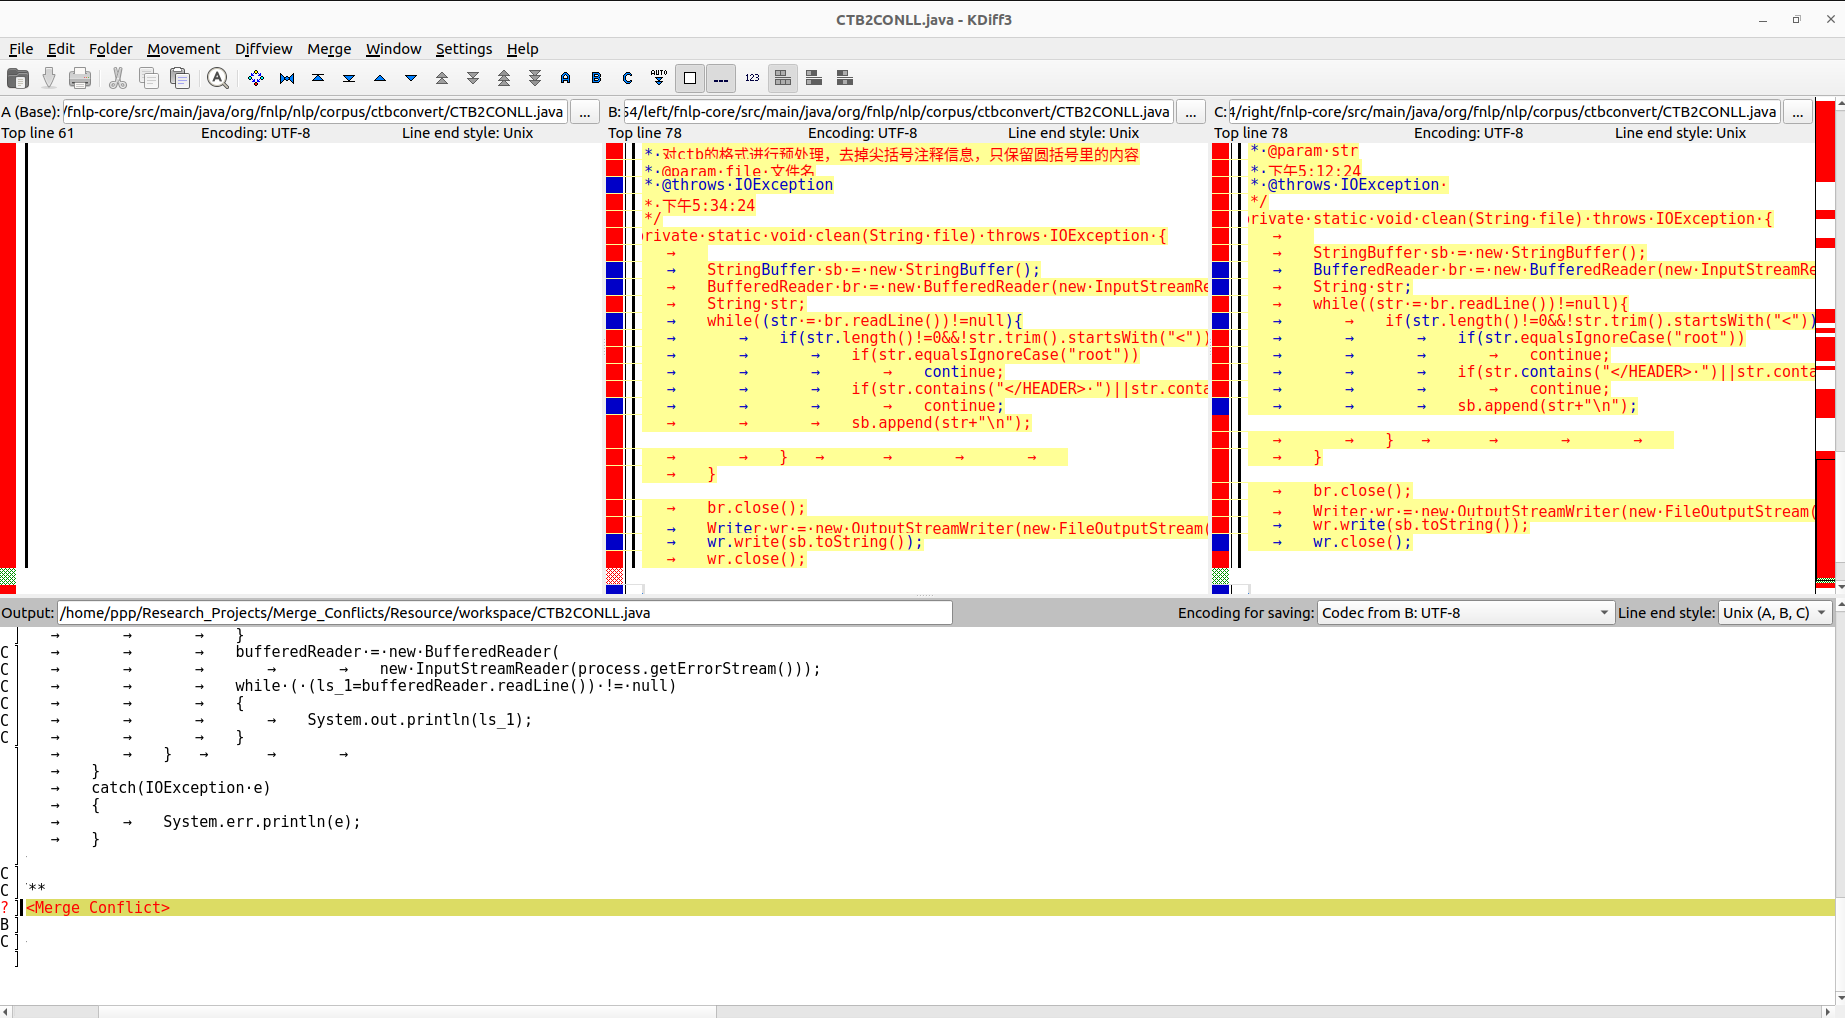 CTB2CONLL.java - KDiff3
File Edit Folder Movement Diffview Merge Window Settings Help
A B C AUTO 123
A (Base): /fnlp-core/src/main/java/org/fnlp/nlp/corpus/ctbconvert/CTB2CONLL.java ...
Top line 61 Encoding: UTF-8 Line end style: Unix
B: 54/left/fnlp-core/src/main/java/org/fnlp/nlp/corpus/ctbconvert/CTB2CONLL.java ...
Top line 78 Encoding: UTF-8 Line end style: Unix
*·对ctb的格式进行预处理，去掉尖括号注释信息，只保留圆括号里的内容
*·@param·file·文件名
*·@throws·IOException
*·下午5:34:24
*/
rivate·static·void·clean(String·file)·throws·IOException·{
→
→ StringBuffer·sb·=·new·StringBuffer();
→ BufferedReader·br·=·new·BufferedReader(new·InputStreamRe
→ String·str;
→ while((str·=·br.readLine())!=null){
→ → if(str.length()!=0&&!str.trim().startsWith("<"))
→ → → if(str.equalsIgnoreCase("root"))
→ → → → continue;
→ → → if(str.contains("</HEADER>·")||str.conta
→ → → → continue;
→ → → sb.append(str+"\n");
→ → } → → → →
→ }
→ br.close();
→ Writer·wr·=·new·OutputStreamWriter(new·FileOutputStream(
→ wr.write(sb.toString());
→ wr.close();
C: 4/right/fnlp-core/src/main/java/org/fnlp/nlp/corpus/ctbconvert/CTB2CONLL.java ...
Top line 78 Encoding: UTF-8 Line end style: Unix
*·@param·str
*·下午5:12:24
*·@throws·IOException·
*/
rivate·static·void·clean(String·file)·throws·IOException·{
→
→ StringBuffer·sb·=·new·StringBuffer();
→ BufferedReader·br·=·new·BufferedReader(new·InputStreamRe
→ String·str;
→ while((str·=·br.readLine())!=null){
→ → if(str.length()!=0&&!str.trim().startsWith("<"))
→ → → if(str.equalsIgnoreCase("root"))
→ → → → continue;
→ → → if(str.contains("</HEADER>·")||str.conta
→ → → → continue;
→ → → sb.append(str+"\n");
→ → } → → → →
→ }
→ br.close();
→ Writer·wr·=·new·OutputStreamWriter(new·FileOutputStream(
→ wr.write(sb.toString());
→ wr.close();
Output: /home/ppp/Research_Projects/Merge_Conflicts/Resource/workspace/CTB2CONLL.java Encoding for saving: Codec from B: UTF-8 Line end style: Unix (A, B, C)
→ → → }
C → → → bufferedReader·=·new·BufferedReader(
C → → → → → new·InputStreamReader(process.getErrorStream()));
C → → → while·(·(ls_1=bufferedReader.readLine())·!=·null)
C → → → {
C → → → → System.out.println(ls_1);
C → → → }
→ → } → → →
→ }
→ catch(IOException·e)
→ {
→ → System.err.println(e);
→ }
C
C **
? <Merge Conflict>
B
C